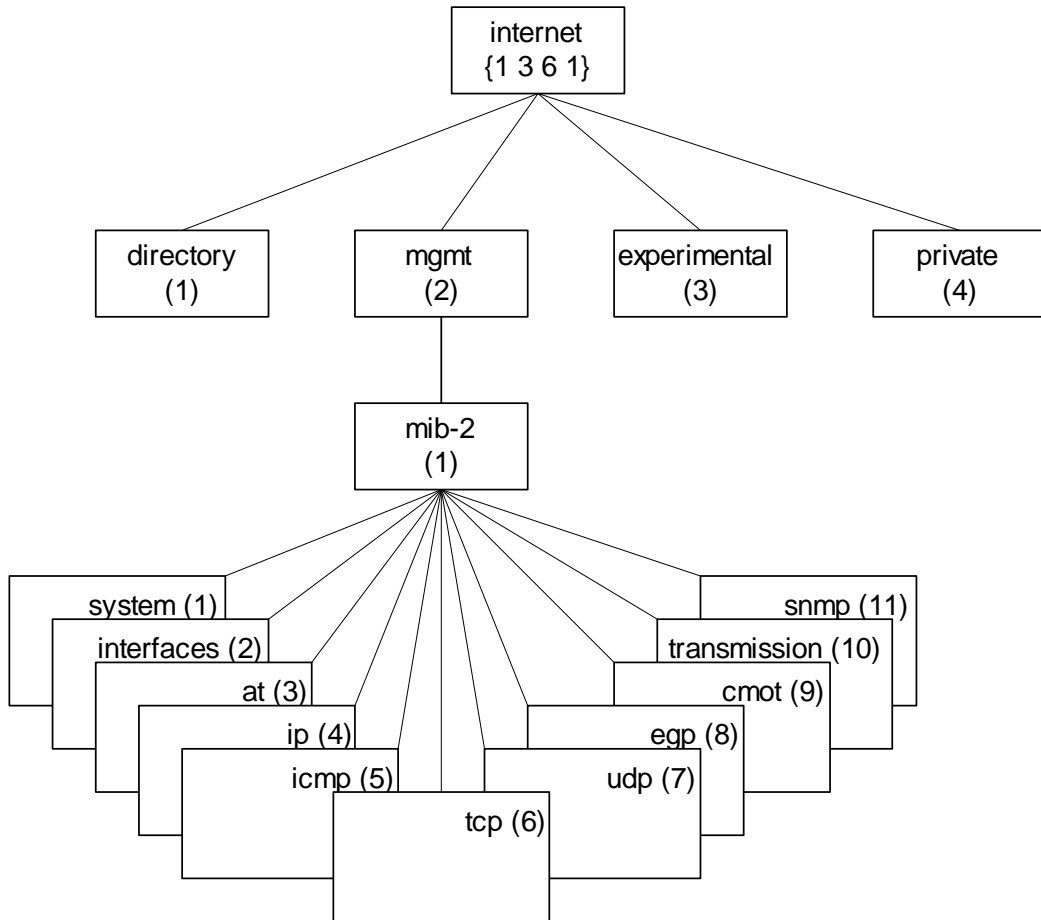 internet
{1 3 6 1}
directory
(1)
mgmt
(2)
experimental
(3)
private
(4)
mib-2
(1)
system (1)
interfaces (2)
at (3)
ip (4)
icmp (5)
tcp (6)
udp (7)
egp (8)
cmot (9)
transmission (10)
snmp (11)